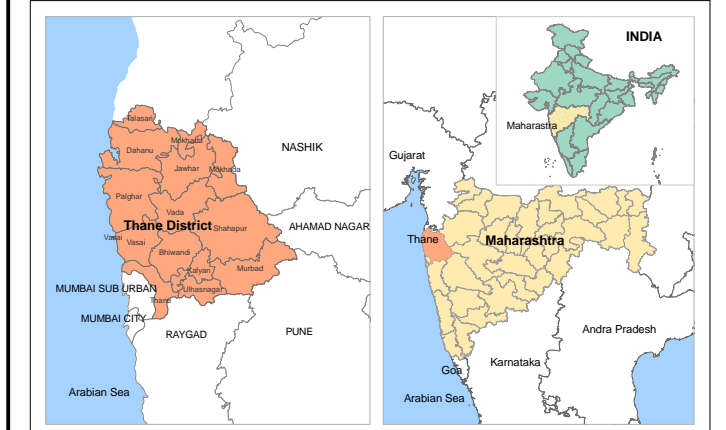 Talasari
Dahanu
Mokhada
Jawhar
Mokhada
NASHIK
Palghar
Vada
Thane District
Shahapur
AHAMAD NAGAR
Vasai
Vasai
Bhiwandi
Kalyan
Murbad
MUMBAI SUB URBAN
Ulhasnagar
Thane
MUMBAI CITY
RAYGAD
PUNE
Arabian Sea
INDIA
Maharastra
Gujarat
Thane
Maharashtra
Andra Pradesh
Karnataka
Goa
Arabian Sea